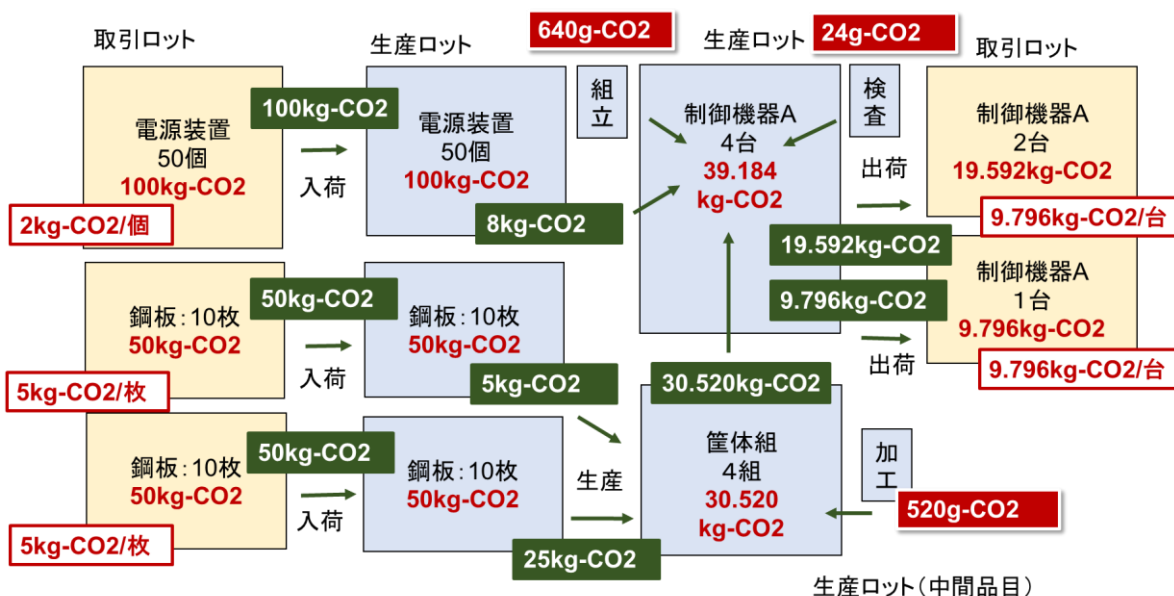 取引ロット
生産ロット
640g-CO2
生産ロット
24g-CO2
取引ロット
電源装置
50個
100kg-CO2
2kg-CO2/個
100kg-CO2
入荷
電源装置
50個
100kg-CO2
8kg-CO2
組立
制御機器A
4台
39.184
kg-CO2
検査
出荷
19.592kg-CO2
制御機器A
2台
19.592kg-CO2
9.796kg-CO2/台
9.796kg-CO2
出荷
制御機器A
1台
9.796kg-CO2
9.796kg-CO2/台
鋼板：10枚
50kg-CO2
5kg-CO2/枚
50kg-CO2
入荷
鋼板：10枚
50kg-CO2
5kg-CO2
30.520kg-CO2
鋼板：10枚
50kg-CO2
5kg-CO2/枚
50kg-CO2
入荷
鋼板：10枚
50kg-CO2
25kg-CO2
生産
筐体組
4組
30.520
kg-CO2
加工
520g-CO2
生産ロット（中間品目）